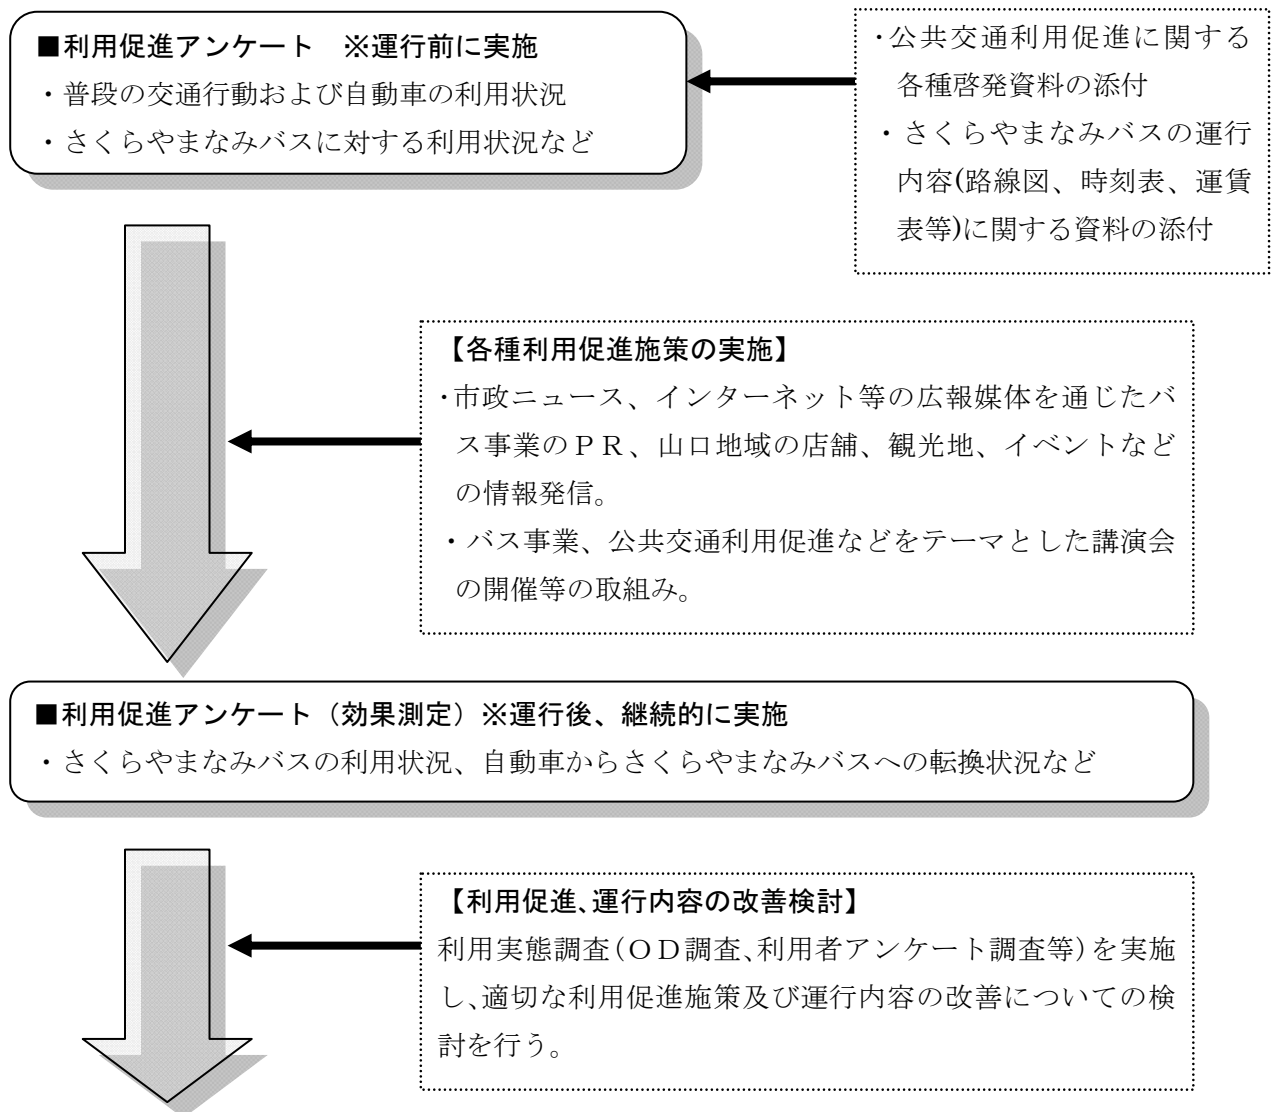 ■利用促進アンケート　※運行前に実施
・普段の交通行動および自動車の利用状況
・さくらやまなみバスに対する利用状況など
・公共交通利用促進に関する
各種啓発資料の添付
・さくらやまなみバスの運行
内容(路線図、時刻表、運賃
表等)に関する資料の添付
【各種利用促進施策の実施】
・市政ニュース、インターネット等の広報媒体を通じたバ
ス事業のＰＲ、山口地域の店舗、観光地、イベントなど
の情報発信。
・バス事業、公共交通利用促進などをテーマとした講演会
の開催等の取組み。
■利用促進アンケート（効果測定）※運行後、継続的に実施
・さくらやまなみバスの利用状況、自動車からさくらやまなみバスへの転換状況など
【利用促進、運行内容の改善検討】
利用実態調査（ＯＤ調査、利用者アンケート調査等）を実施
し、適切な利用促進施策及び運行内容の改善についての検
討を行う。